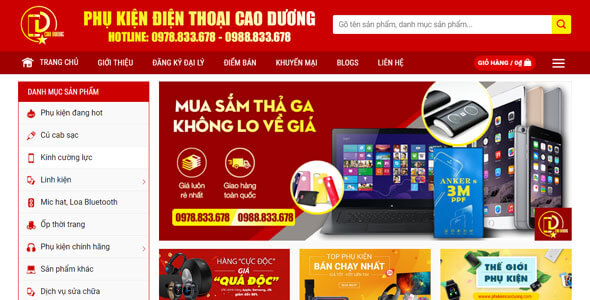 CAO DƯƠNG
PHỤ KIỆN ĐIỆN THOẠI CAO DƯƠNG
HOTLINE: 0978.833.678 - 0988.833.678
Gõ tên sản phẩm, danh mục sản phẩm...
TRANG CHỦ GIỚI THIỆU ĐĂNG KÝ ĐẠI LÝ ĐIỂM BÁN KHUYẾN MẠI BLOGS LIÊN HỆ GIỎ HÀNG / 0₫
DANH MỤC SẢN PHẨM
Phụ kiện đang hot
Củ cab sạc
Kính cường lực
Linh kiện
Mic hat, Loa Bluetooth
Ốp thời trang
Phụ kiện chính hãng
Sản phẩm khác
Dịch vụ sửa chữa
MUA SẮM THẢ GA
KHÔNG LO VỀ GIÁ
Giá luôn
rẻ nhất
Giao hàng
toàn quốc
0978.833.678 / 0988.833.678
ANKER
3M
PPF
HÀNG "CỰC ĐỘC"
GIÁ
"QUÁ ĐỘC"
TOP PHỤ KIỆN
BÁN CHẠY NHẤT
THẾ GIỚI
PHỤ KIỆN